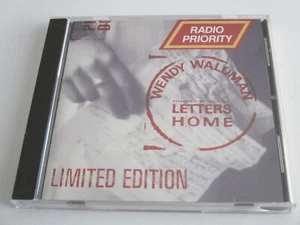 RADIO
PRIORITY
WENDY WALDMAN
LETTERS
HOME
LIMITED EDITION